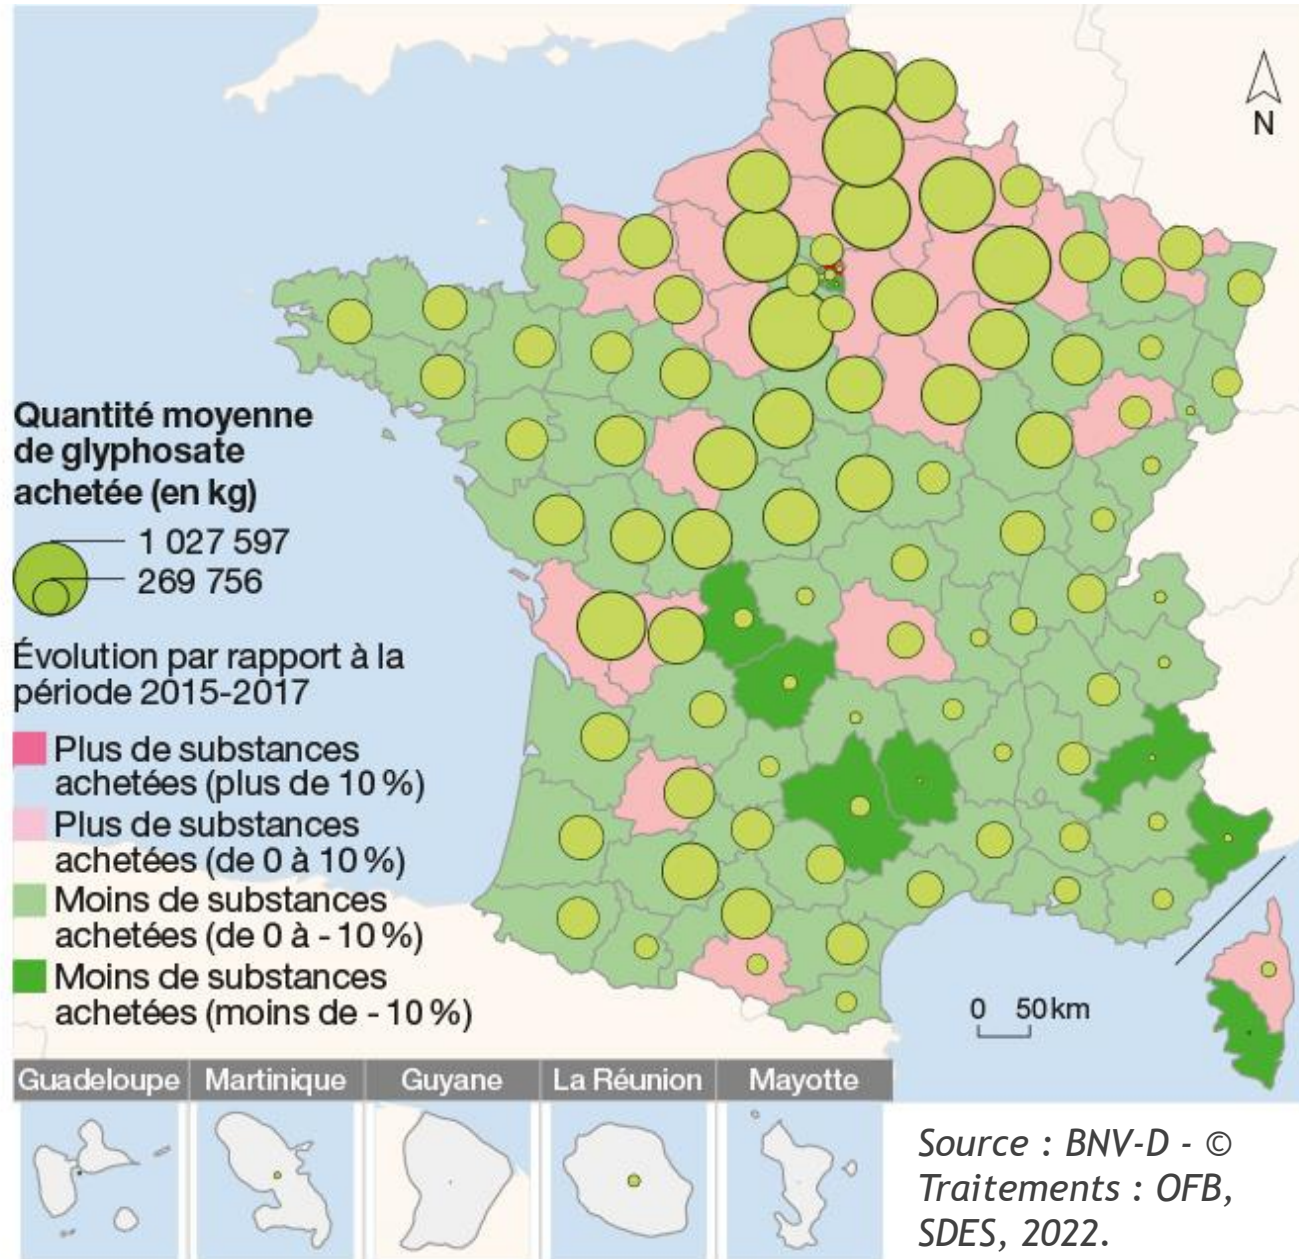 N
Quantité moyenne
de glyphosate
achetée (en kg)
1 027 597
269 756
Évolution par rapport à la
période 2015-2017
Plus de substances
achetées (plus de 10 %)
Plus de substances
achetées (de 0 à 10 %)
Moins de substances
achetées (de 0 à - 10 %)
Moins de substances
achetées (moins de - 10 %)
0 50 km
Guadeloupe
Martinique
Guyane
La Réunion
Mayotte
Source : BNV-D - ©
Traitements : OFB,
SDES, 2022.